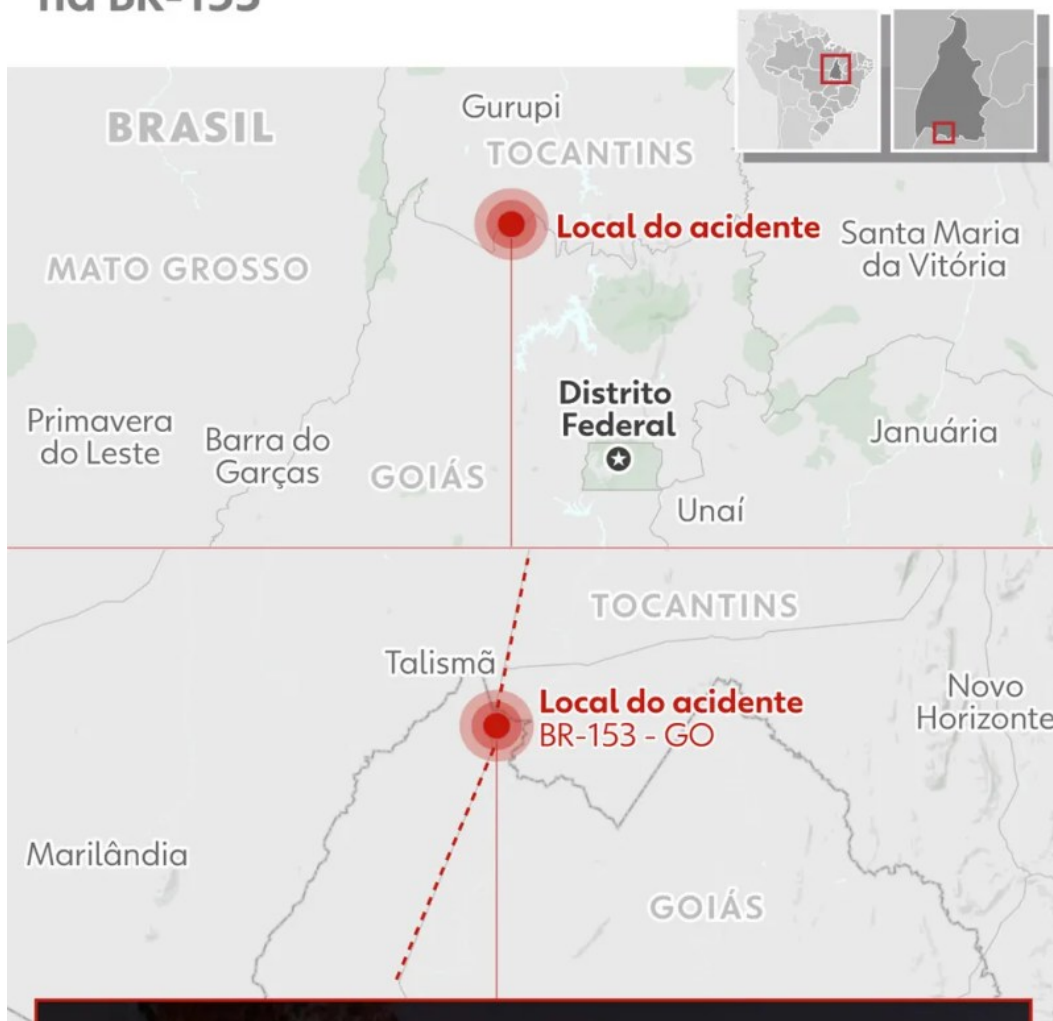 na BR-153
Gurupi
BRASIL
TOCANTINS
Local do acidente
Santa Maria
da Vitória
MATO GROSSO
Distrito
Federal
Primavera
do Leste
Barra do
Garças
Januária
GOIÁS
Unaí
TOCANTINS
Talismã
Local do acidente
BR-153 - GO
Novo
Horizonte
Marilândia
GOIÁS